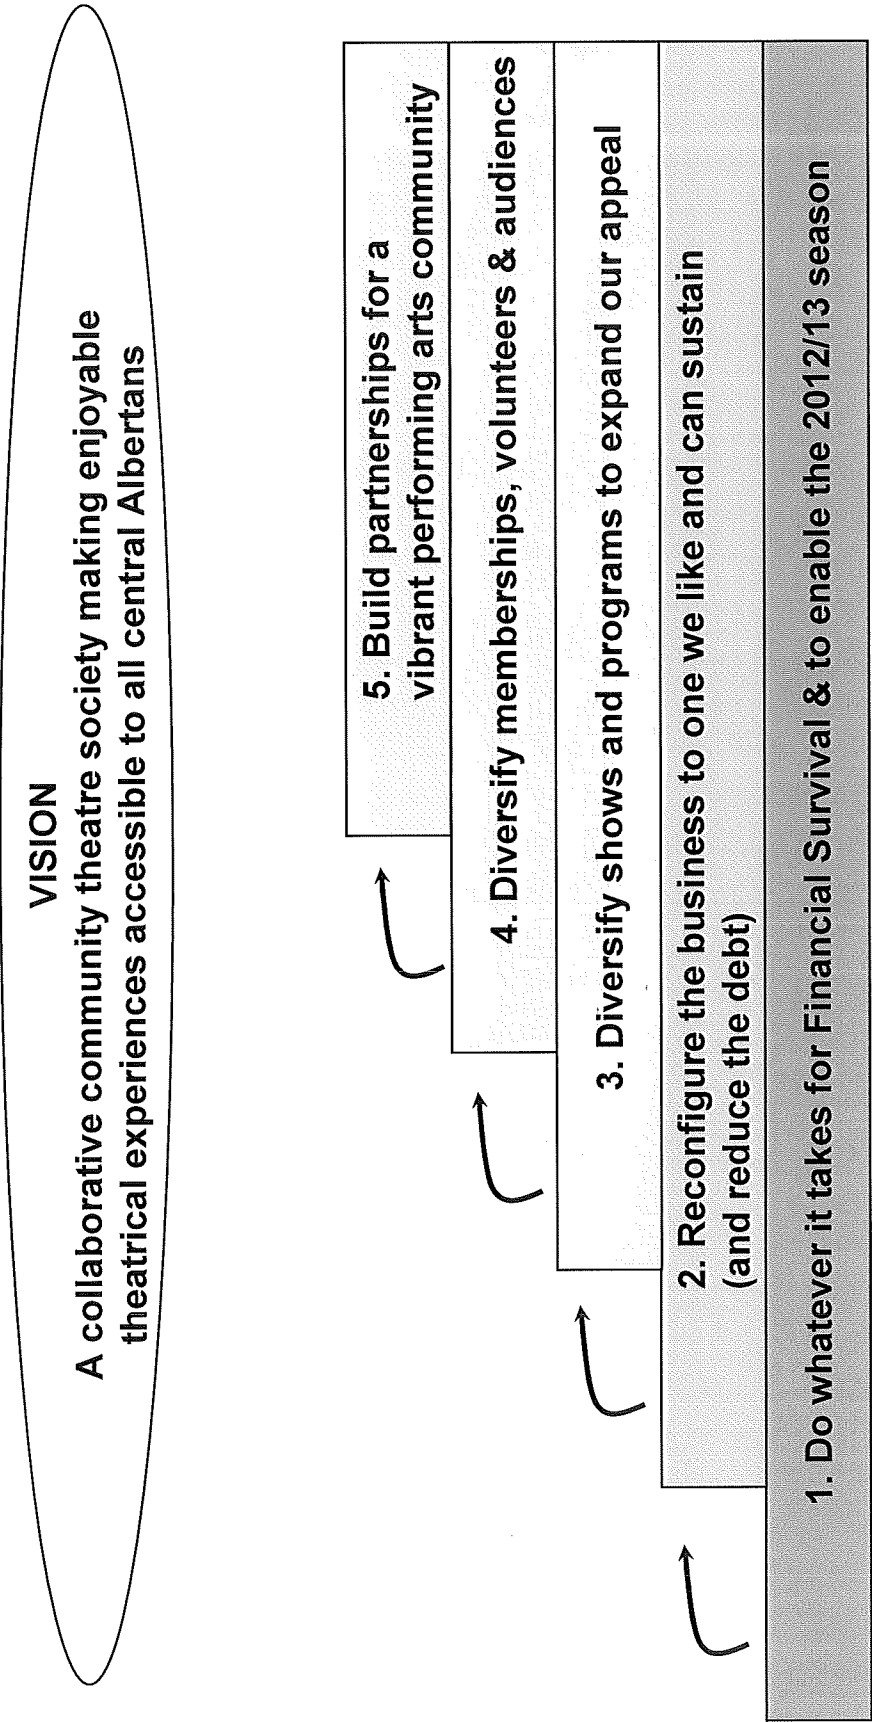 VISION
A collaborative community theatre society making enjoyable
theatrical experiences accessible to all central Albertans
5. Build partnerships for a
vibrant performing arts community
4. Diversify memberships, volunteers & audiences
3. Diversify shows and programs to expand our appeal
2. Reconfigure the business to one we like and can sustain
(and reduce the debt)
1. Do whatever it takes for Financial Survival & to enable the 2012/13 season